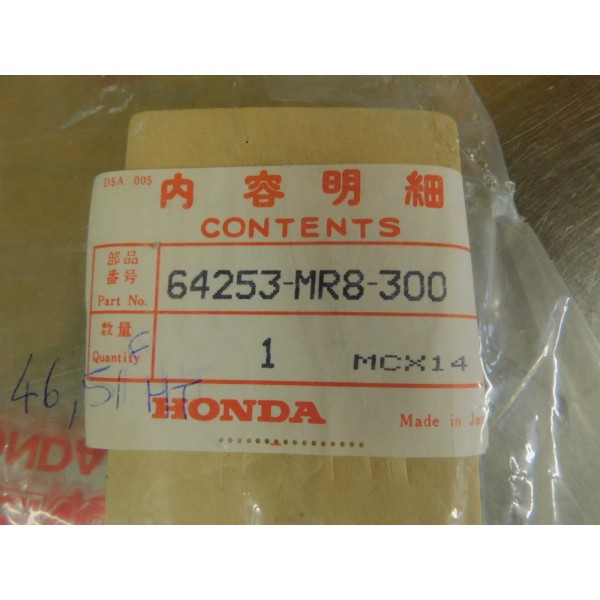 DSA 005
内容明細
CONTENTS
部品
番号
Part No.
64253-MR8-300
数量
Quantity
1
MCX14
46,51 € HT
HONDA
Made in Ja